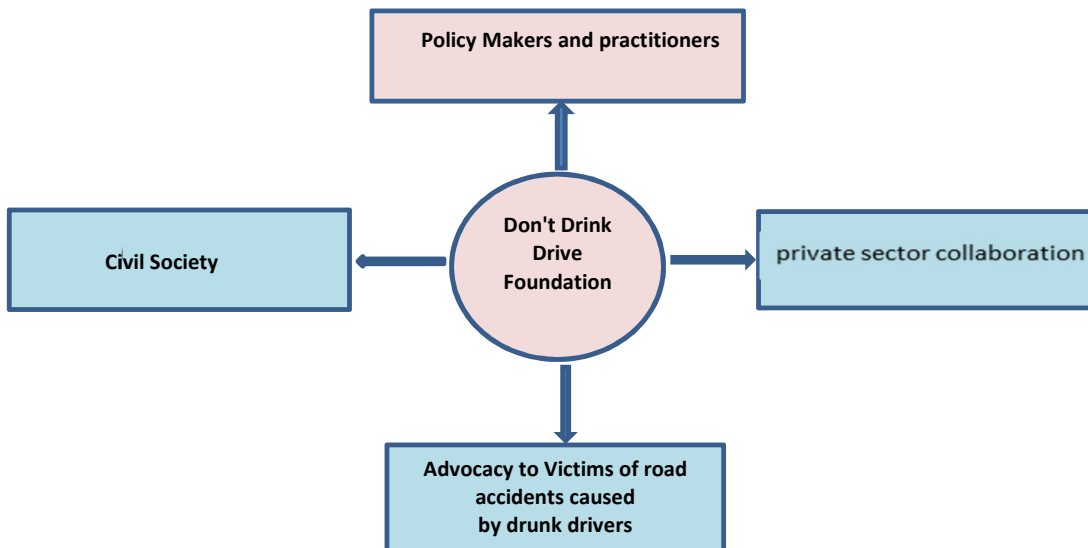 Policy Makers and practitioners
Civil Society
Don't Drink
Drive
Foundation
private sector collaboration
Advocacy to Victims of road
accidents caused
by drunk drivers